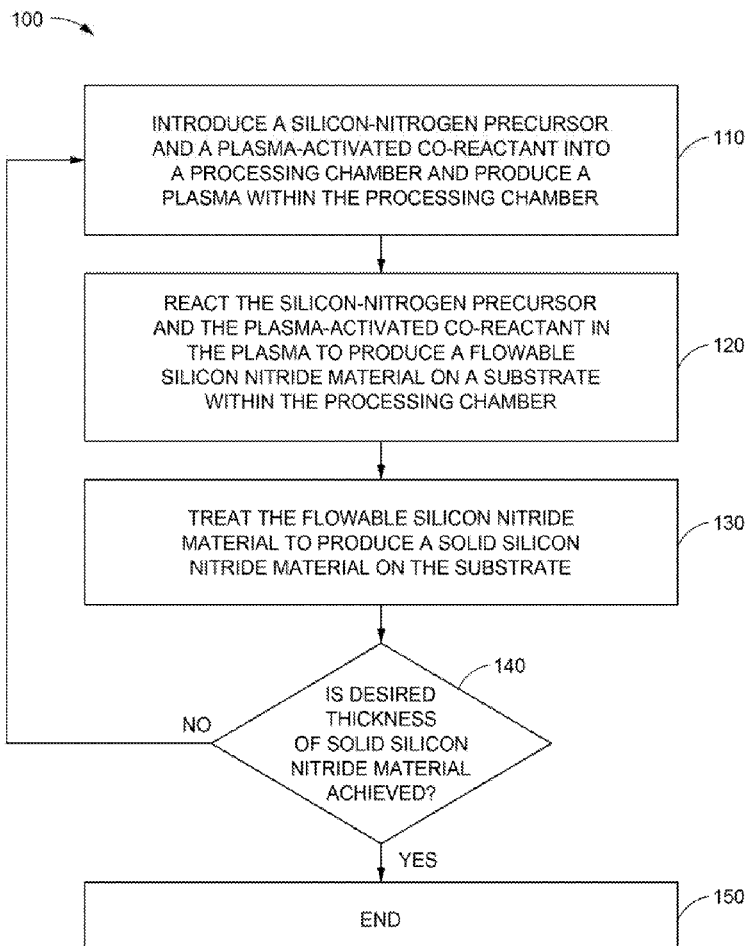 100
INTRODUCE A SILICON-NITROGEN PRECURSOR
AND A PLASMA-ACTIVATED CO-REACTANT INTO
A PROCESSING CHAMBER AND PRODUCE A
PLASMA WITHIN THE PROCESSING CHAMBER
110
REACT THE SILICON-NITROGEN PRECURSOR
AND THE PLASMA-ACTIVATED CO-REACTANT IN
THE PLASMA TO PRODUCE A FLOWABLE
SILICON NITRIDE MATERIAL ON A SUBSTRATE
WITHIN THE PROCESSING CHAMBER
120
TREAT THE FLOWABLE SILICON NITRIDE
MATERIAL TO PRODUCE A SOLID SILICON
NITRIDE MATERIAL ON THE SUBSTRATE
130
140
IS DESIRED
THICKNESS
OF SOLID SILICON
NITRIDE MATERIAL
ACHIEVED?
NO
YES
END
150